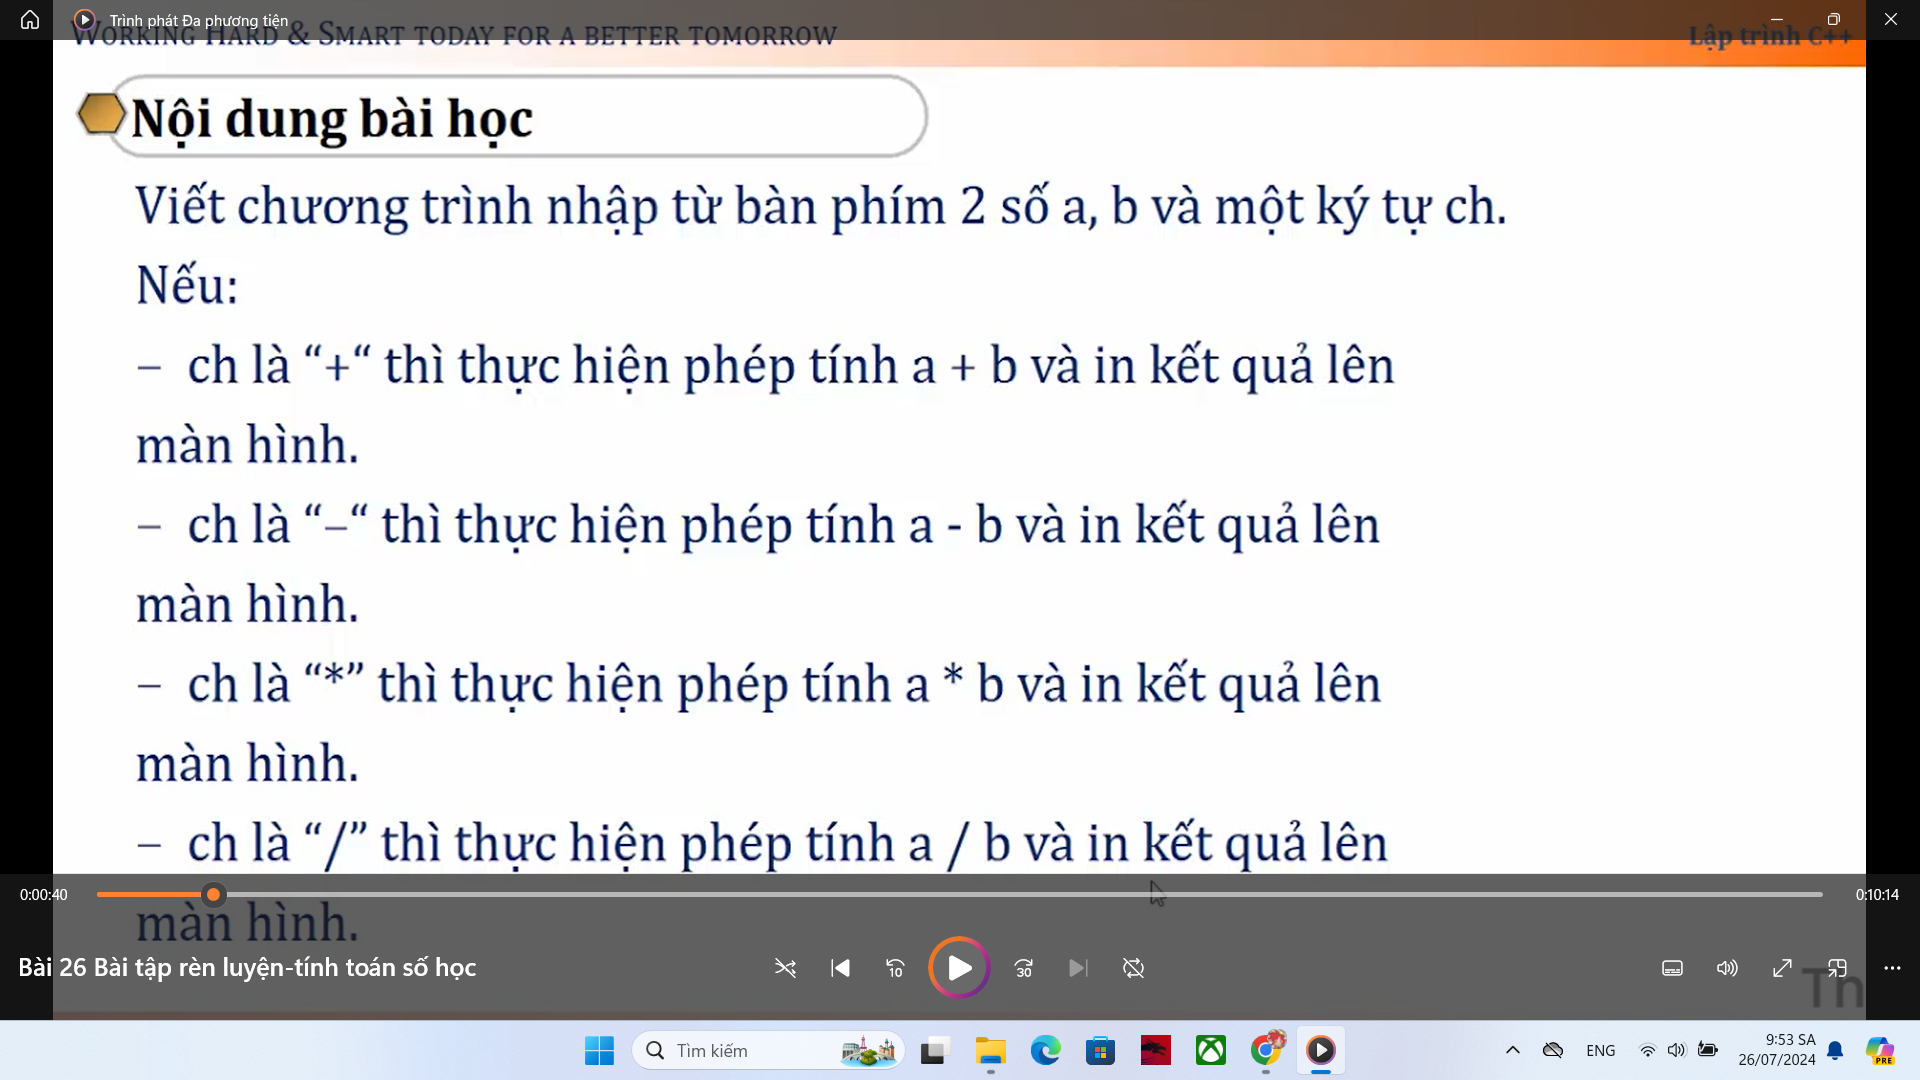 Trình phát Đa phương tiện
WORKING HARD & SMART TODAY FOR A BETTER TOMORROW
Lập trình C++
Nội dung bài học
Viết chương trình nhập từ bàn phím 2 số a, b và một ký tự ch.
Nếu:
– ch là “+“ thì thực hiện phép tính a + b và in kết quả lên
màn hình.
– ch là “–“ thì thực hiện phép tính a - b và in kết quả lên
màn hình.
– ch là “*” thì thực hiện phép tính a * b và in kết quả lên
màn hình.
– ch là “/” thì thực hiện phép tính a / b và in kết quả lên
màn hình.
0:00:40
0:10:14
Bài 26 Bài tập rèn luyện-tính toán số học
10
30
Th
Tìm kiếm
ENG
9:53 SA
26/07/2024
PRE